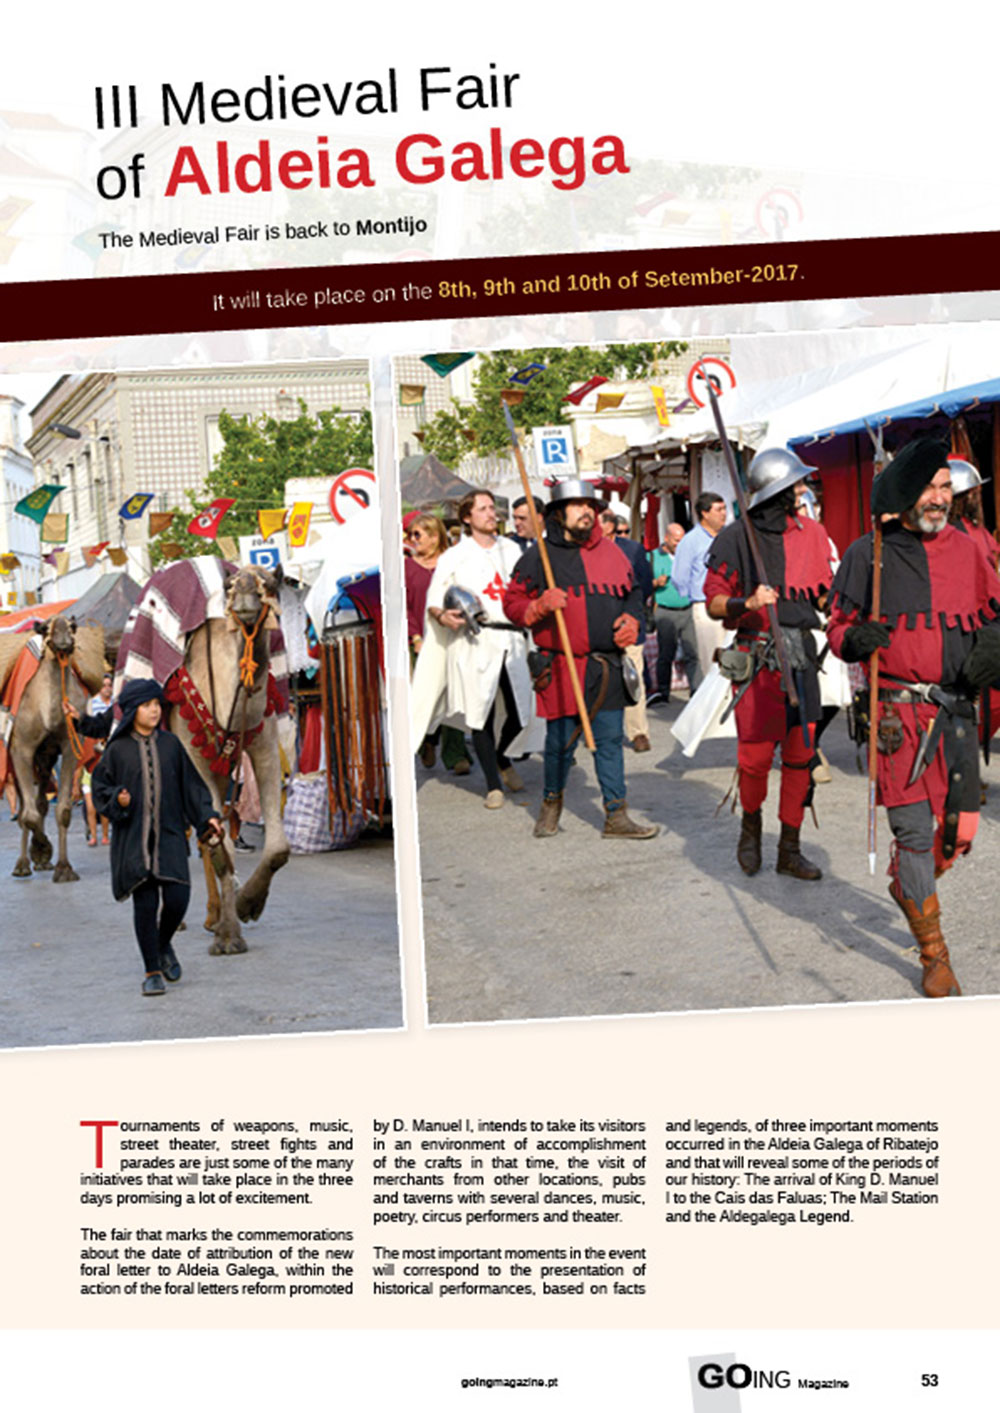 III Medieval Fair
of Aldeia Galega
The Medieval Fair is back to Montijo
It will take place on the 8th, 9th and 10th of Setember-2017.
zona
P
zona
P
Tournaments of weapons, music,
street theater, street fights and
parades are just some of the many
initiatives that will take place in the three
days promising a lot of excitement.
The fair that marks the commemorations
about the date of attribution of the new
foral letter to Aldeia Galega, within the
action of the foral letters reform promoted
by D. Manuel I, intends to take its visitors
in an environment of accomplishment
of the crafts in that time, the visit of
merchants from other locations, pubs
and taverns with several dances, music,
poetry, circus performers and theater.
The most important moments in the event
will correspond to the presentation of
historical performances, based on facts
and legends, of three important moments
occurred in the Aldeia Galega of Ribatejo
and that will reveal some of the periods of
our history: The arrival of King D. Manuel
I to the Cais das Faluas; The Mail Station
and the Aldegalega Legend.
goingmagazine.pt
GOING Magazine
53